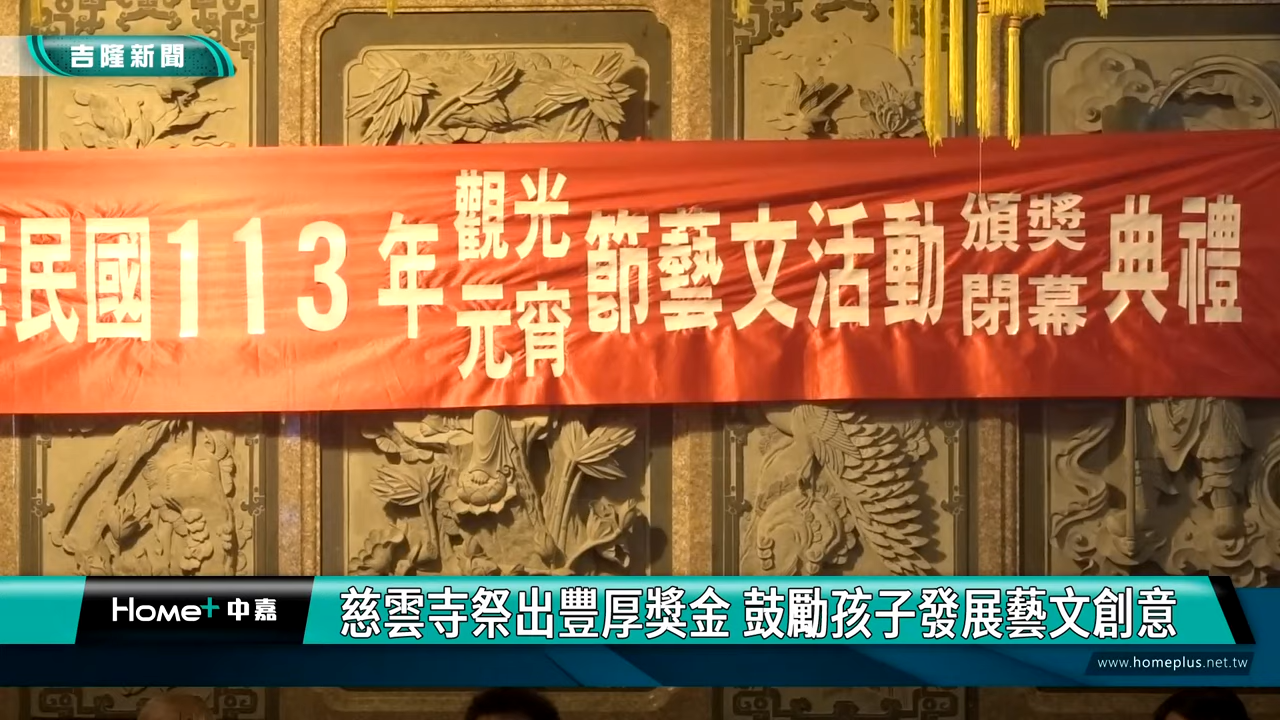 吉隆新聞
民國113年觀光元宵節藝文活動頒獎閉幕典禮
Home+中嘉
慈雲寺祭出豐厚獎金 鼓勵孩子發展藝文創意
www.homeplus.net.tw